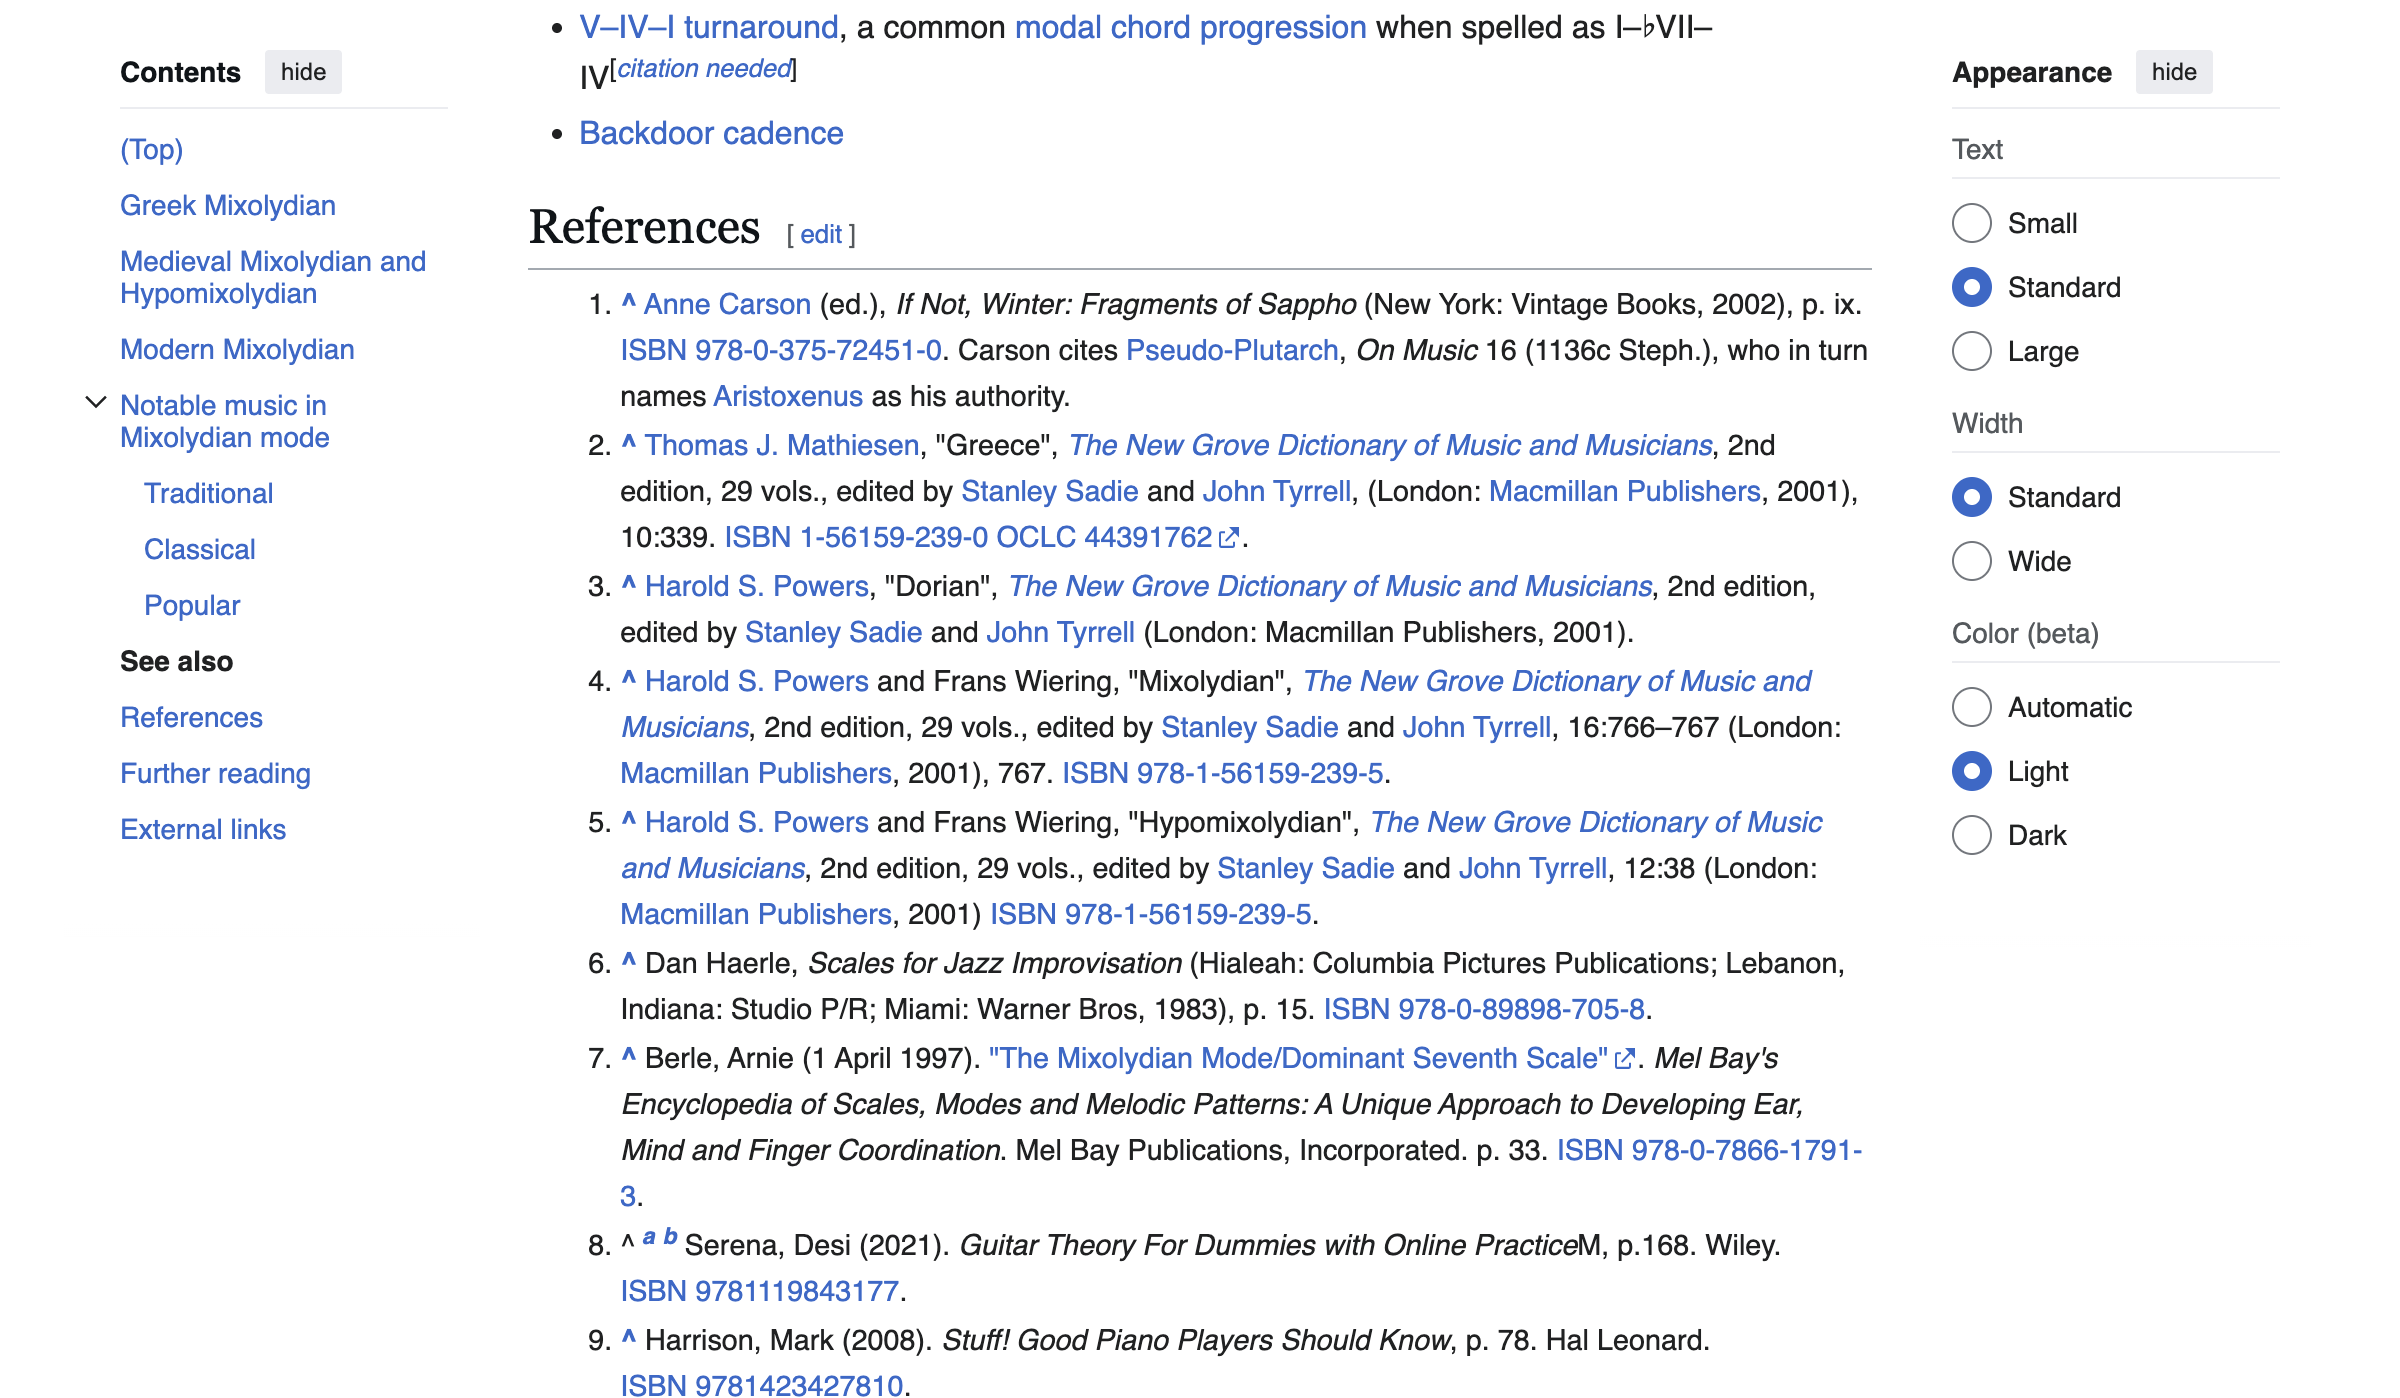 Contents hide
(Top)
Greek Mixolydian
Medieval Mixolydian and
Hypomixolydian
Modern Mixolydian
Notable music in
Mixolydian mode
Traditional
Classical
Popular
See also
References
Further reading
External links
• V–IV–I turnaround, a common modal chord progression when spelled as I–♭VII–
IV[citation needed]
• Backdoor cadence
References [ edit ]
1. ^ Anne Carson (ed.), If Not, Winter: Fragments of Sappho (New York: Vintage Books, 2002), p. ix.
ISBN 978-0-375-72451-0. Carson cites Pseudo-Plutarch, On Music 16 (1136c Steph.), who in turn
names Aristoxenus as his authority.
2. ^ Thomas J. Mathiesen, "Greece", The New Grove Dictionary of Music and Musicians, 2nd
edition, 29 vols., edited by Stanley Sadie and John Tyrrell, (London: Macmillan Publishers, 2001),
10:339. ISBN 1-56159-239-0 OCLC 44391762.
3. ^ Harold S. Powers, "Dorian", The New Grove Dictionary of Music and Musicians, 2nd edition,
edited by Stanley Sadie and John Tyrrell (London: Macmillan Publishers, 2001).
4. ^ Harold S. Powers and Frans Wiering, "Mixolydian", The New Grove Dictionary of Music and
Musicians, 2nd edition, 29 vols., edited by Stanley Sadie and John Tyrrell, 16:766–767 (London:
Macmillan Publishers, 2001), 767. ISBN 978-1-56159-239-5.
5. ^ Harold S. Powers and Frans Wiering, "Hypomixolydian", The New Grove Dictionary of Music
and Musicians, 2nd edition, 29 vols., edited by Stanley Sadie and John Tyrrell, 12:38 (London:
Macmillan Publishers, 2001) ISBN 978-1-56159-239-5.
6. ^ Dan Haerle, Scales for Jazz Improvisation (Hialeah: Columbia Pictures Publications; Lebanon,
Indiana: Studio P/R; Miami: Warner Bros, 1983), p. 15. ISBN 978-0-89898-705-8.
7. ^ Berle, Arnie (1 April 1997). "The Mixolydian Mode/Dominant Seventh Scale". Mel Bay's
Encyclopedia of Scales, Modes and Melodic Patterns: A Unique Approach to Developing Ear,
Mind and Finger Coordination. Mel Bay Publications, Incorporated. p. 33. ISBN 978-0-7866-1791-
3.
8. ^ a b Serena, Desi (2021). Guitar Theory For Dummies with Online PracticeM, p.168. Wiley.
ISBN 9781119843177.
9. ^ Harrison, Mark (2008). Stuff! Good Piano Players Should Know, p. 78. Hal Leonard.
ISBN 9781423427810.
Appearance hide
Text
Small
Standard
Large
Width
Standard
Wide
Color (beta)
Automatic
Light
Dark